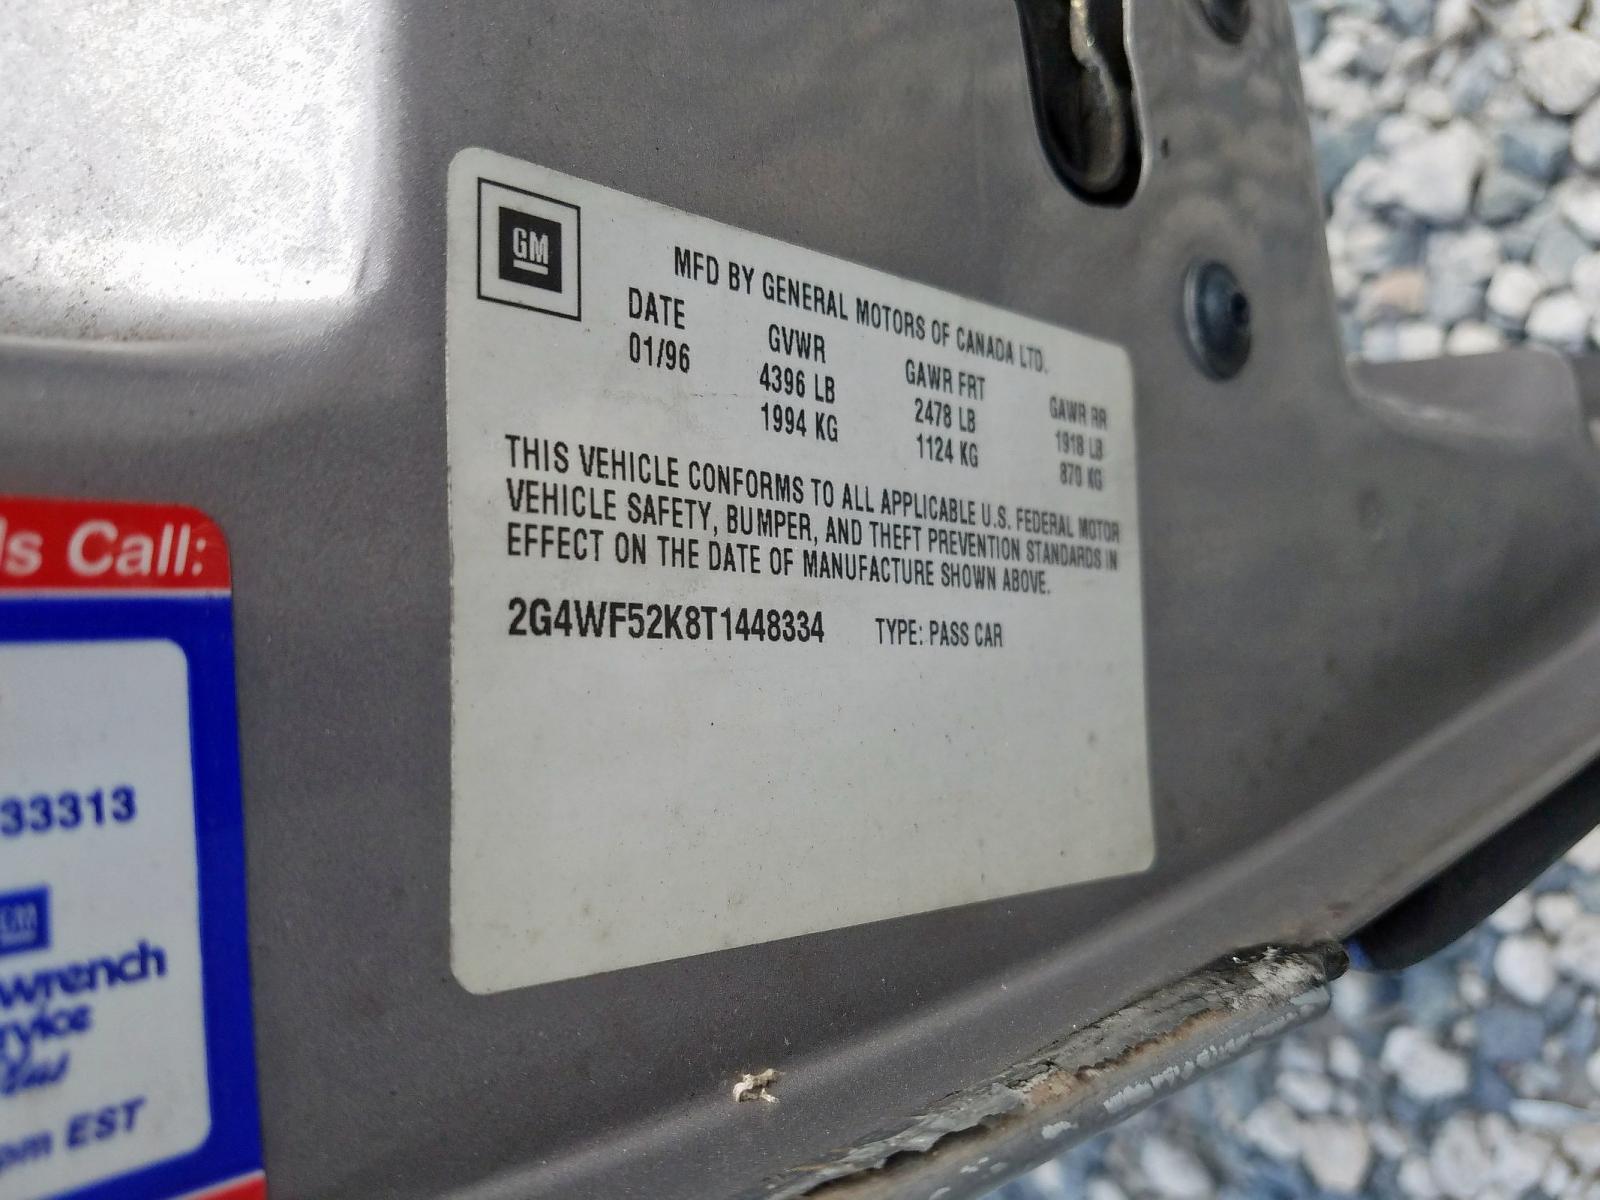 GM
MFD BY GENERAL MOTORS OF CANADA LTD.
DATE GVWR GAWR FRT GAWR RR
01/96 4396 LB 2478 LB 1918 LB
1994 KG 1124 KG 870 KG
THIS VEHICLE CONFORMS TO ALL APPLICABLE U.S. FEDERAL MOTOR
VEHICLE SAFETY, BUMPER, AND THEFT PREVENTION STANDARDS IN
EFFECT ON THE DATE OF MANUFACTURE SHOWN ABOVE.
2G4WF52K8T1448334 TYPE: PASS CAR
ls Call:
33313
GM
wrench
rvice
pm EST